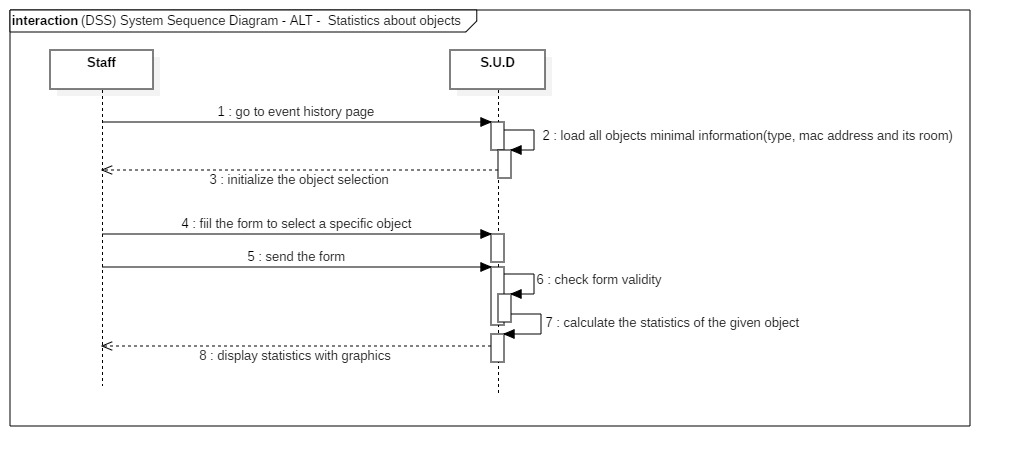 interaction (DSS) System Sequence Diagram - ALT - Statistics about objects
Staff
S.U.D
1 : go to event history page
2 : load all objects minimal information(type, mac address and its room)
3 : initialize the object selection
4 : fiil the form to select a specific object
5 : send the form
6 : check form validity
7 : calculate the statistics of the given object
8 : display statistics with graphics